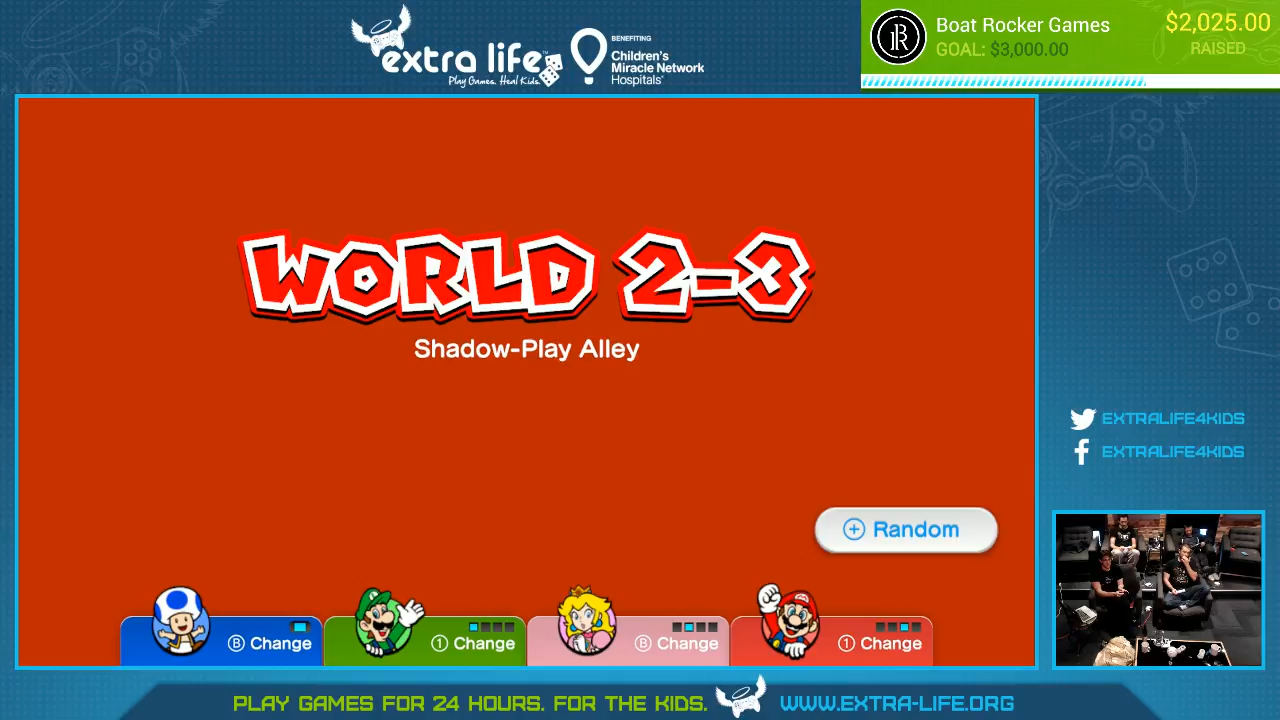 extra life
Play Games. Heal Kids.
BENEFITING
Children's
Miracle Network
Hospitals
Boat Rocker Games
GOAL: $3,000.00
$2,025.00
RAISED
WORLD 2-3
Shadow-Play Alley
EXTRALIFE4KIDS
EXTRALIFE4KIDS
+ Random
B Change
1 Change
B Change
1 Change
PLAY GAMES FOR 24 HOURS. FOR THE KIDS.
WWW.EXTRA-LIFE.ORG